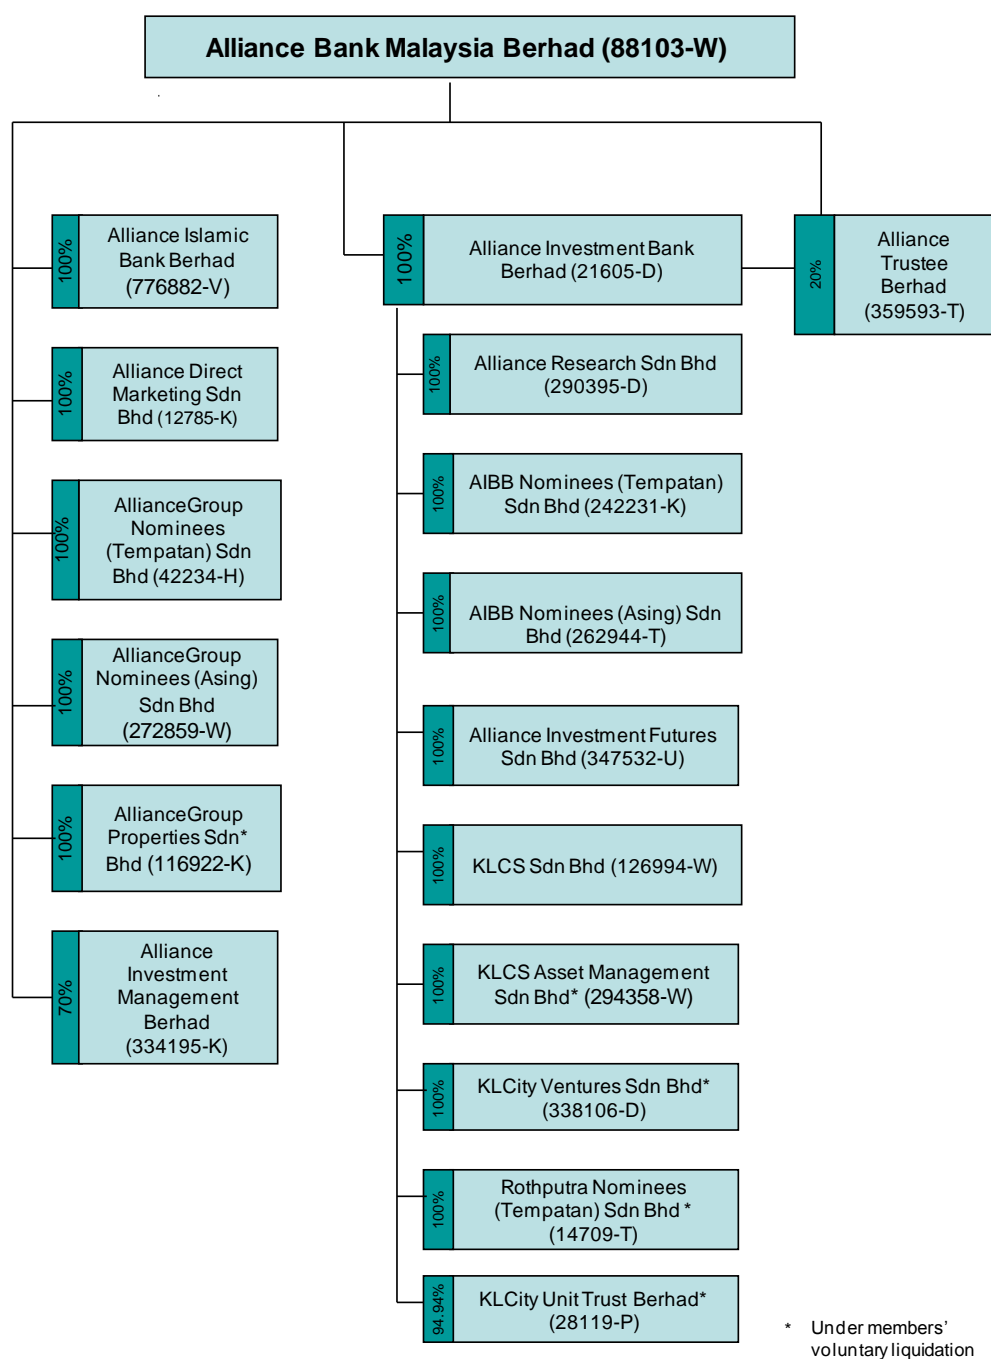 Alliance Bank Malaysia Berhad (88103-W)
100%
Alliance Islamic
Bank Berhad
(776882-V)
100%
Alliance Direct
Marketing Sdn
Bhd (12785-K)
100%
AllianceGroup
Nominees
(Tempatan) Sdn
Bhd (42234-H)
100%
AllianceGroup
Nominees (Asing)
Sdn Bhd
(272859-W)
100%
AllianceGroup
Properties Sdn*
Bhd (116922-K)
70%
Alliance
Investment
Management
Berhad
(334195-K)
100%
Alliance Investment Bank
Berhad (21605-D)
100%
Alliance Research Sdn Bhd
(290395-D)
100%
AIBB Nominees (Tempatan)
Sdn Bhd (242231-K)
100%
AIBB Nominees (Asing) Sdn
Bhd (262944-T)
100%
Alliance Investment Futures
Sdn Bhd (347532-U)
100%
KLCS Sdn Bhd (126994-W)
100%
KLCS Asset Management
Sdn Bhd* (294358-W)
100%
KLCity Ventures Sdn Bhd*
(338106-D)
100%
Rothputra Nominees
(Tempatan) Sdn Bhd *
(14709-T)
94.94%
KLCity Unit Trust Berhad*
(28119-P)
20%
Alliance
Trustee
Berhad
(359593-T)
* Under members'
voluntary liquidation